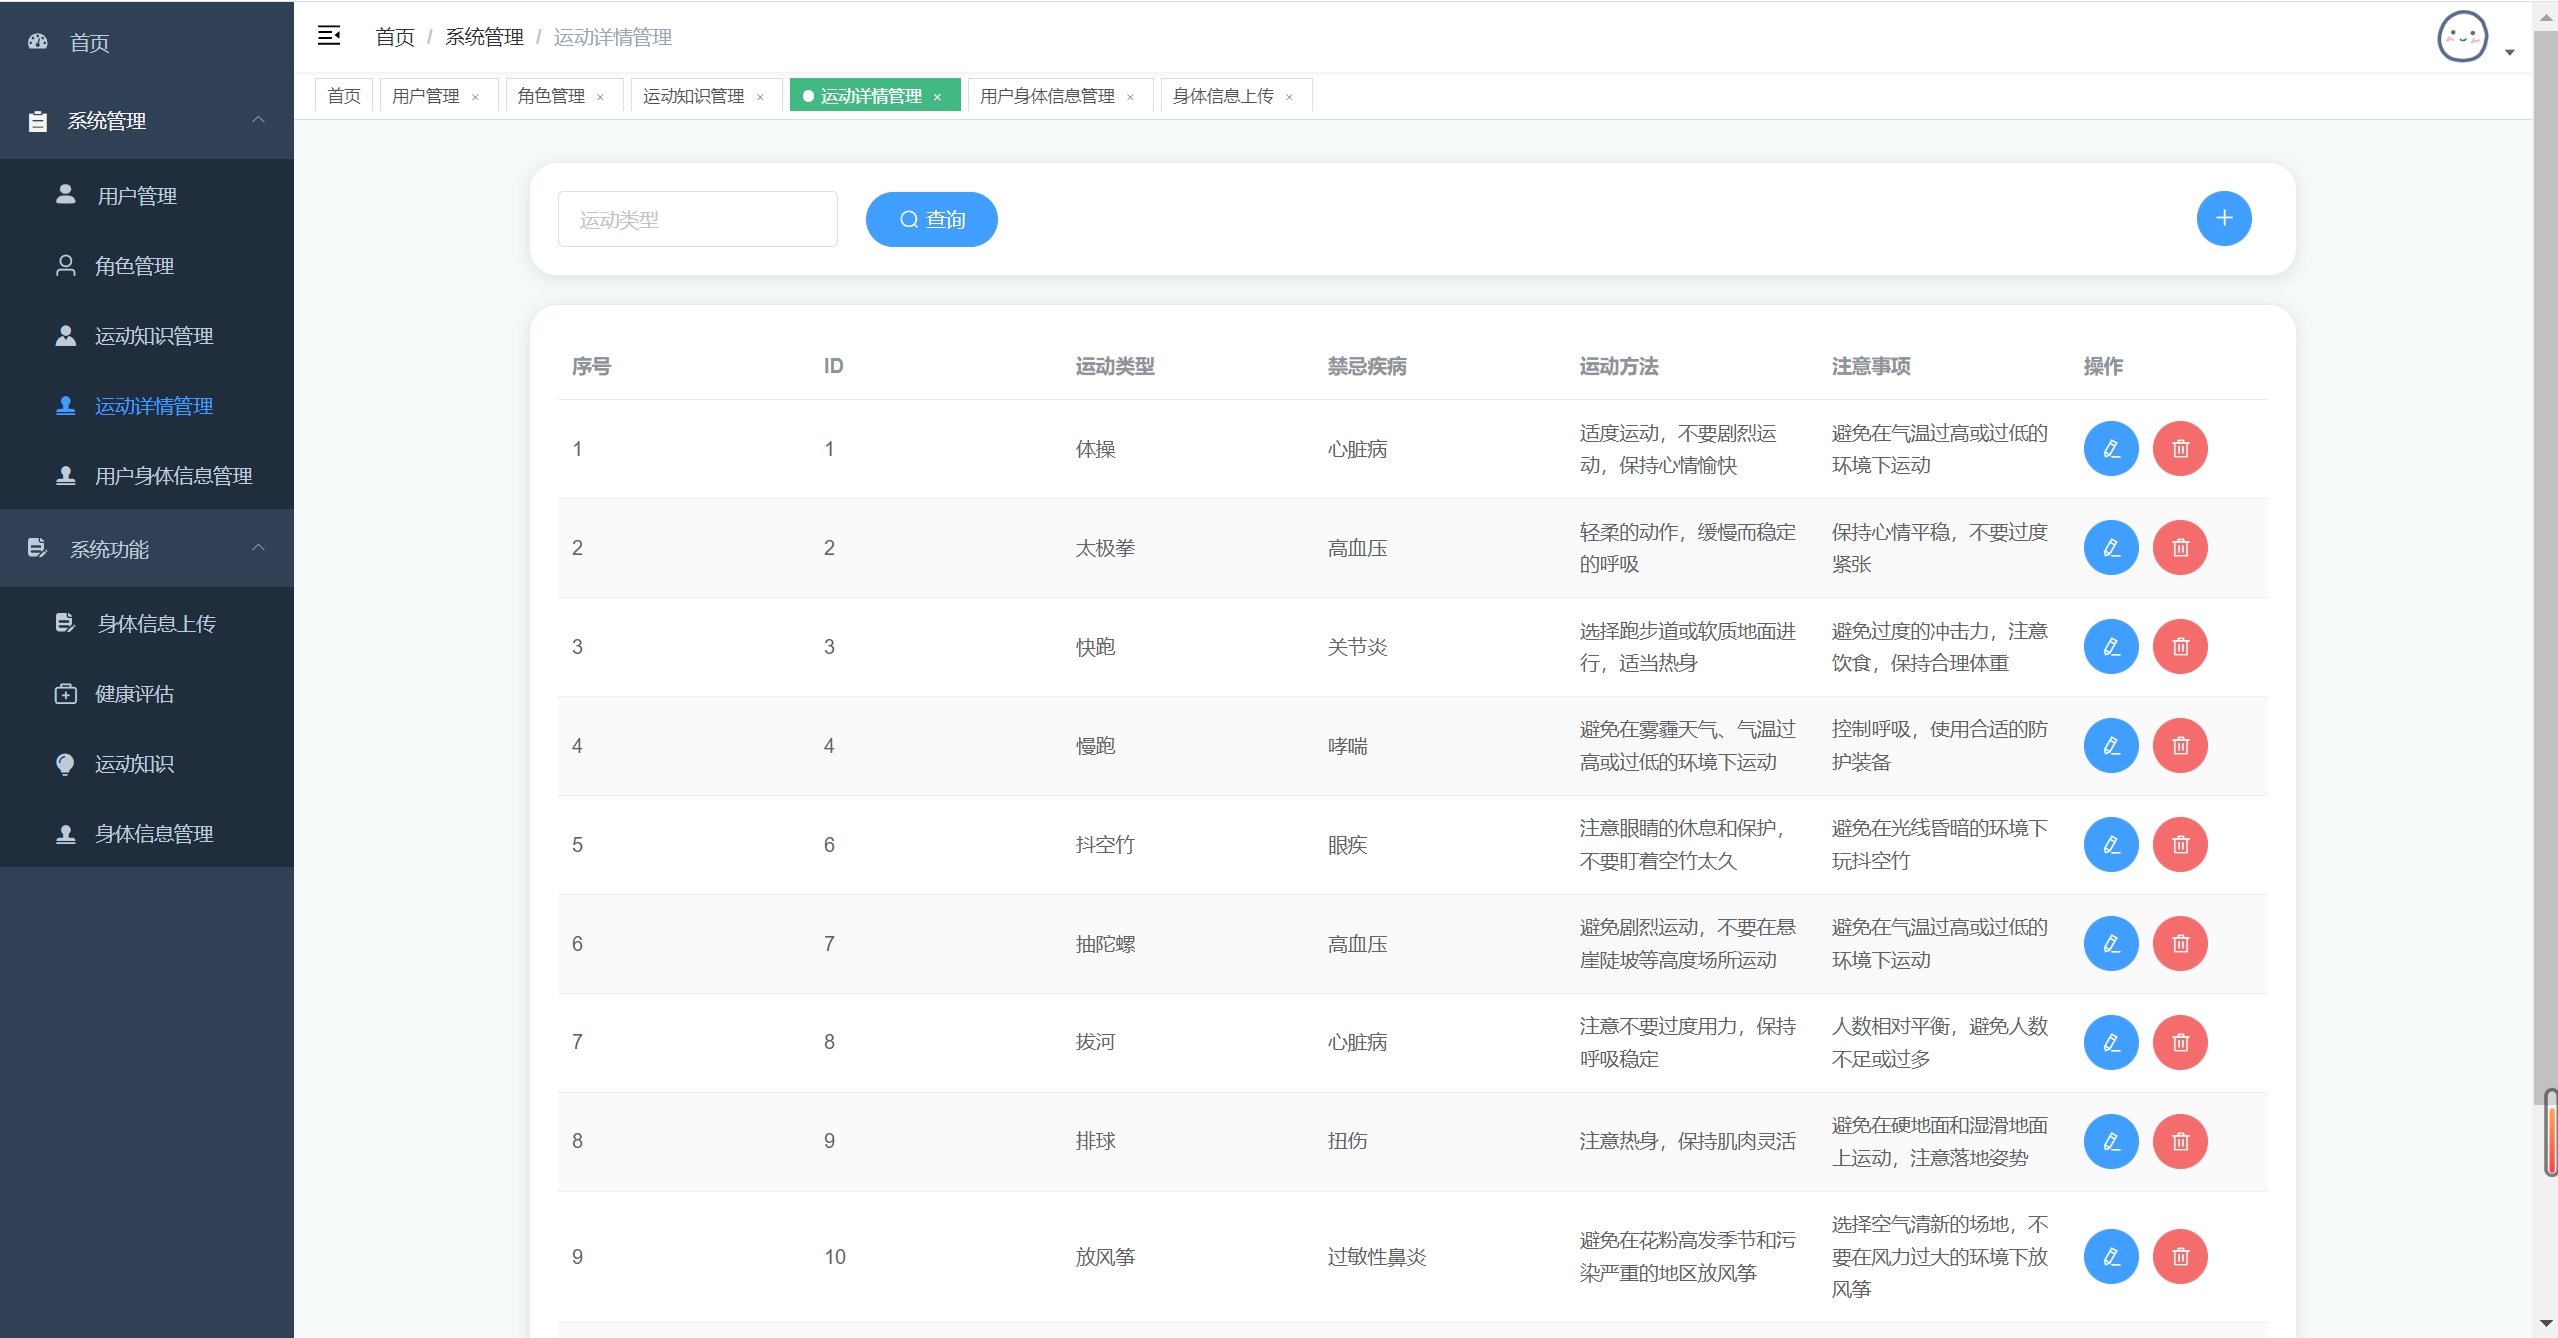 首页
系统管理
用户管理
角色管理
运动知识管理
运动详情管理
用户身体信息管理
系统功能
身体信息上传
健康评估
运动知识
身体信息管理
首页 / 系统管理 / 运动详情管理
首页 用户管理 × 角色管理 × 运动知识管理 × 运动详情管理 × 用户身体信息管理 × 身体信息上传 ×
运动类型 查询
序号 ID 运动类型 禁忌疾病 运动方法 注意事项 操作
1 1 体操 心脏病
适度运动，不要剧烈运
动，保持心情愉快
避免在气温过高或过低的
环境下运动
2 2 太极拳 高血压
轻柔的动作，缓慢而稳定
的呼吸
保持心情平稳，不要过度
紧张
3 3 快跑 关节炎
选择跑步道或软质地面进
行，适当热身
避免过度的冲击力，注意
饮食，保持合理体重
4 4 慢跑 哮喘
避免在雾霾天气、气温过
高或过低的环境下运动
控制呼吸，使用合适的防
护装备
5 6 抖空竹 眼疾
注意眼睛的休息和保护，
不要盯着空竹太久
避免在光线昏暗的环境下
玩抖空竹
6 7 抽陀螺 高血压
避免剧烈运动，不要在悬
崖陡坡等高度场所运动
避免在气温过高或过低的
环境下运动
7 8 拔河 心脏病
注意不要过度用力，保持
呼吸稳定
人数相对平衡，避免人数
不足或过多
8 9 排球 扭伤
注意热身，保持肌肉灵活
避免在硬地面和湿滑地面
上运动，注意落地姿势
9 10 放风筝 过敏性鼻炎
避免在花粉高发季节和污
染严重的地区放风筝
选择空气清新的场地，不
要在风力过大的环境下放
风筝